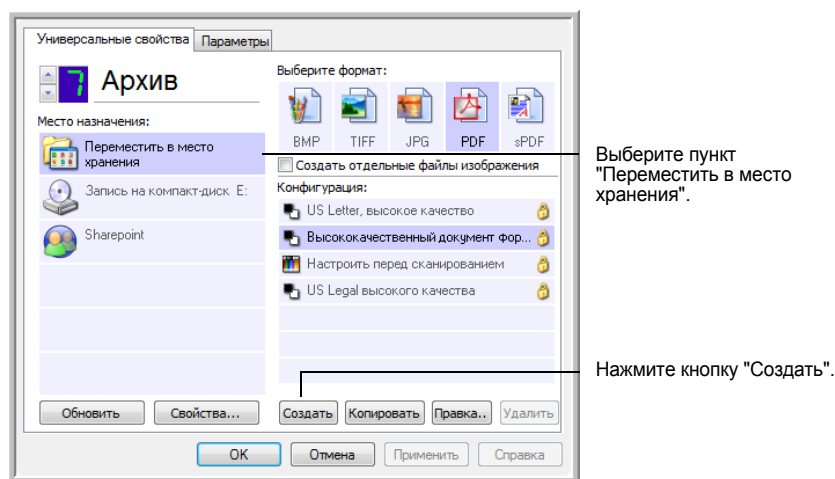 Универсальные свойства
Параметры
7
Архив
Место назначения:
Переместить в место
хранения
Запись на компакт-диск E:
Sharepoint
Выберите формат:
BMP
TIFF
JPG
PDF
sPDF
Создать отдельные файлы изображения
Конфигурация:
US Letter, высокое качество
Высококачественный документ фор...
Настроить перед сканированием
US Legal высокого качества
Обновить
Свойства...
Создать
Копировать
Правка..
Удалить
OK
Отмена
Применить
Справка
Выберите пункт
"Переместить в место
хранения".
Нажмите кнопку "Создать".